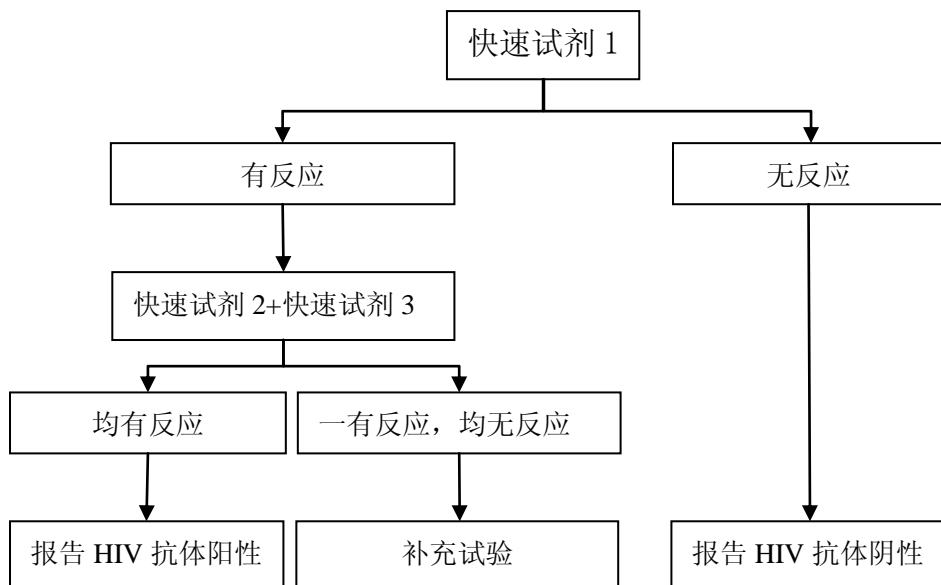 快速试剂 1
有反应
无反应
快速试剂 2+快速试剂 3
均有反应
一有反应，均无反应
报告 HIV 抗体阳性
补充试验
报告 HIV 抗体阴性